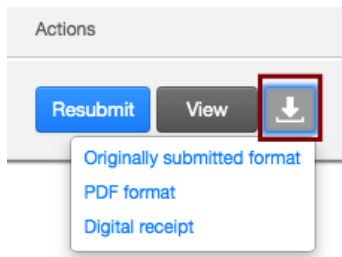 Actions
Resubmit View
Originally submitted format
PDF format
Digital receipt